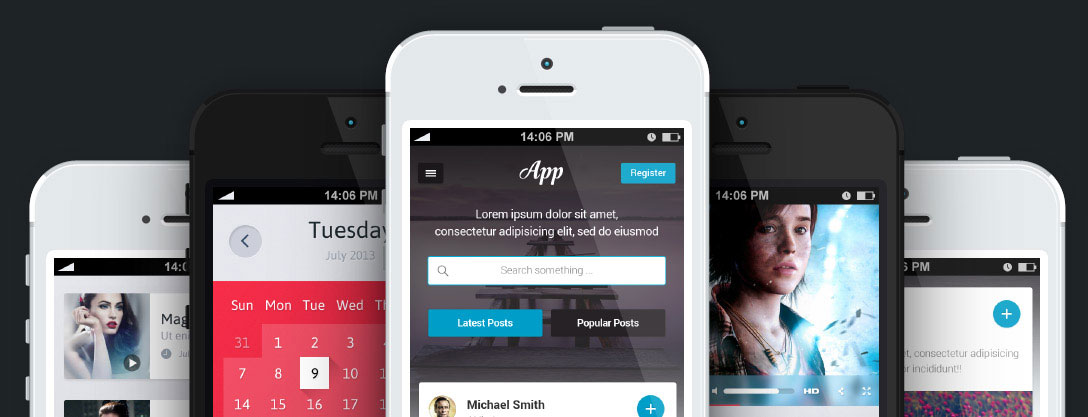 14:06 PM
App
Register
Lorem ipsum dolor sit amet,
consectetur adipisicing elit, sed do eiusmod
Search something ...
Latest Posts
Popular Posts
Michael Smith
14:06 PM
Tuesday
July 2013
Sun Mon Tue Wed
31 1 2 3 4
7 8 9 10
14 15 16 17
14:06 PM
HD
14:0
Mag
Ut en
Jul
PM
, consectetur adipisicing
or incididunt!!